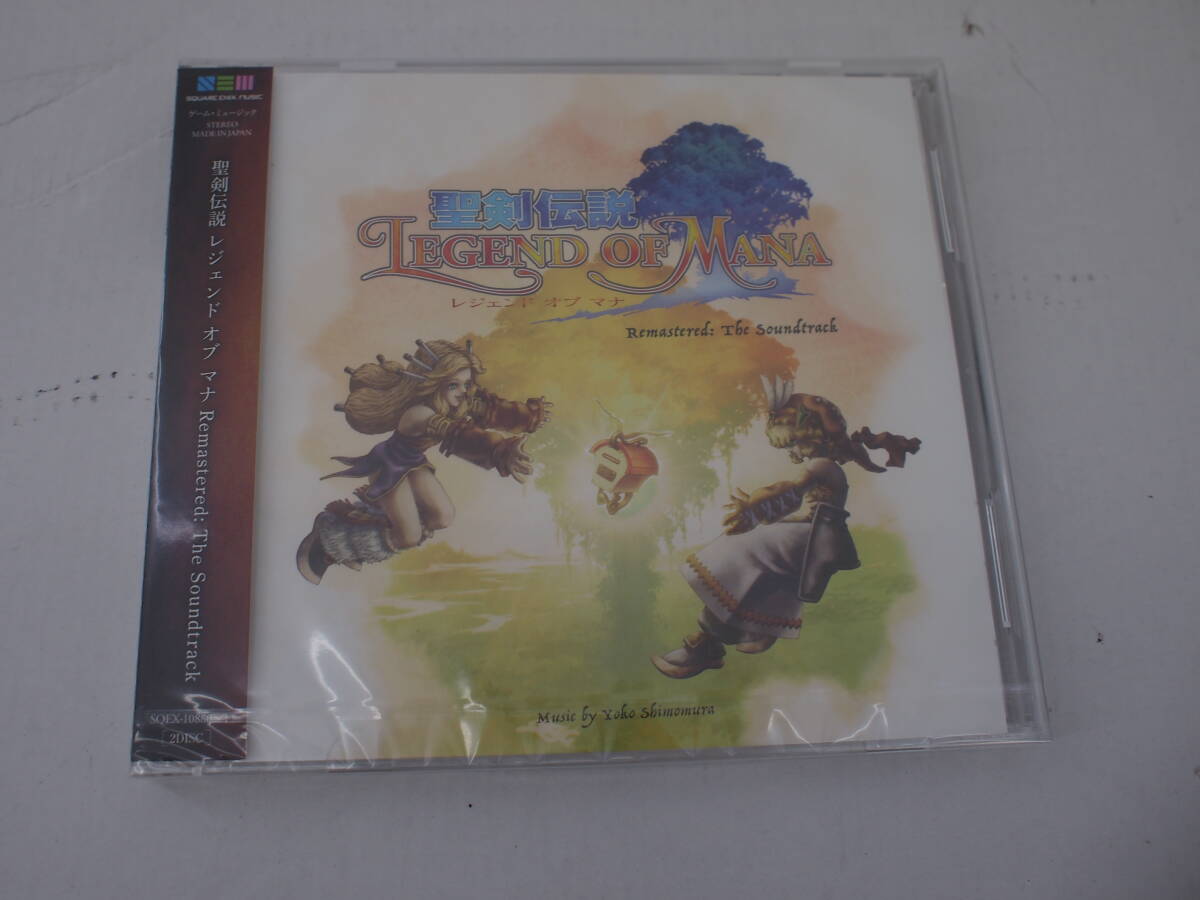 SQUARE ENIX MUSIC
ゲーム・ミュージック
STEREO
MADE IN JAPAN
聖剣伝説 レジェンド オブ マナ Remastered: The Soundtrack
2DISC
聖剣伝説
LEGEND OF MANA
レジェンド オブ マナ
Remastered: The Soundtrack
Music by Yoko Shimomura